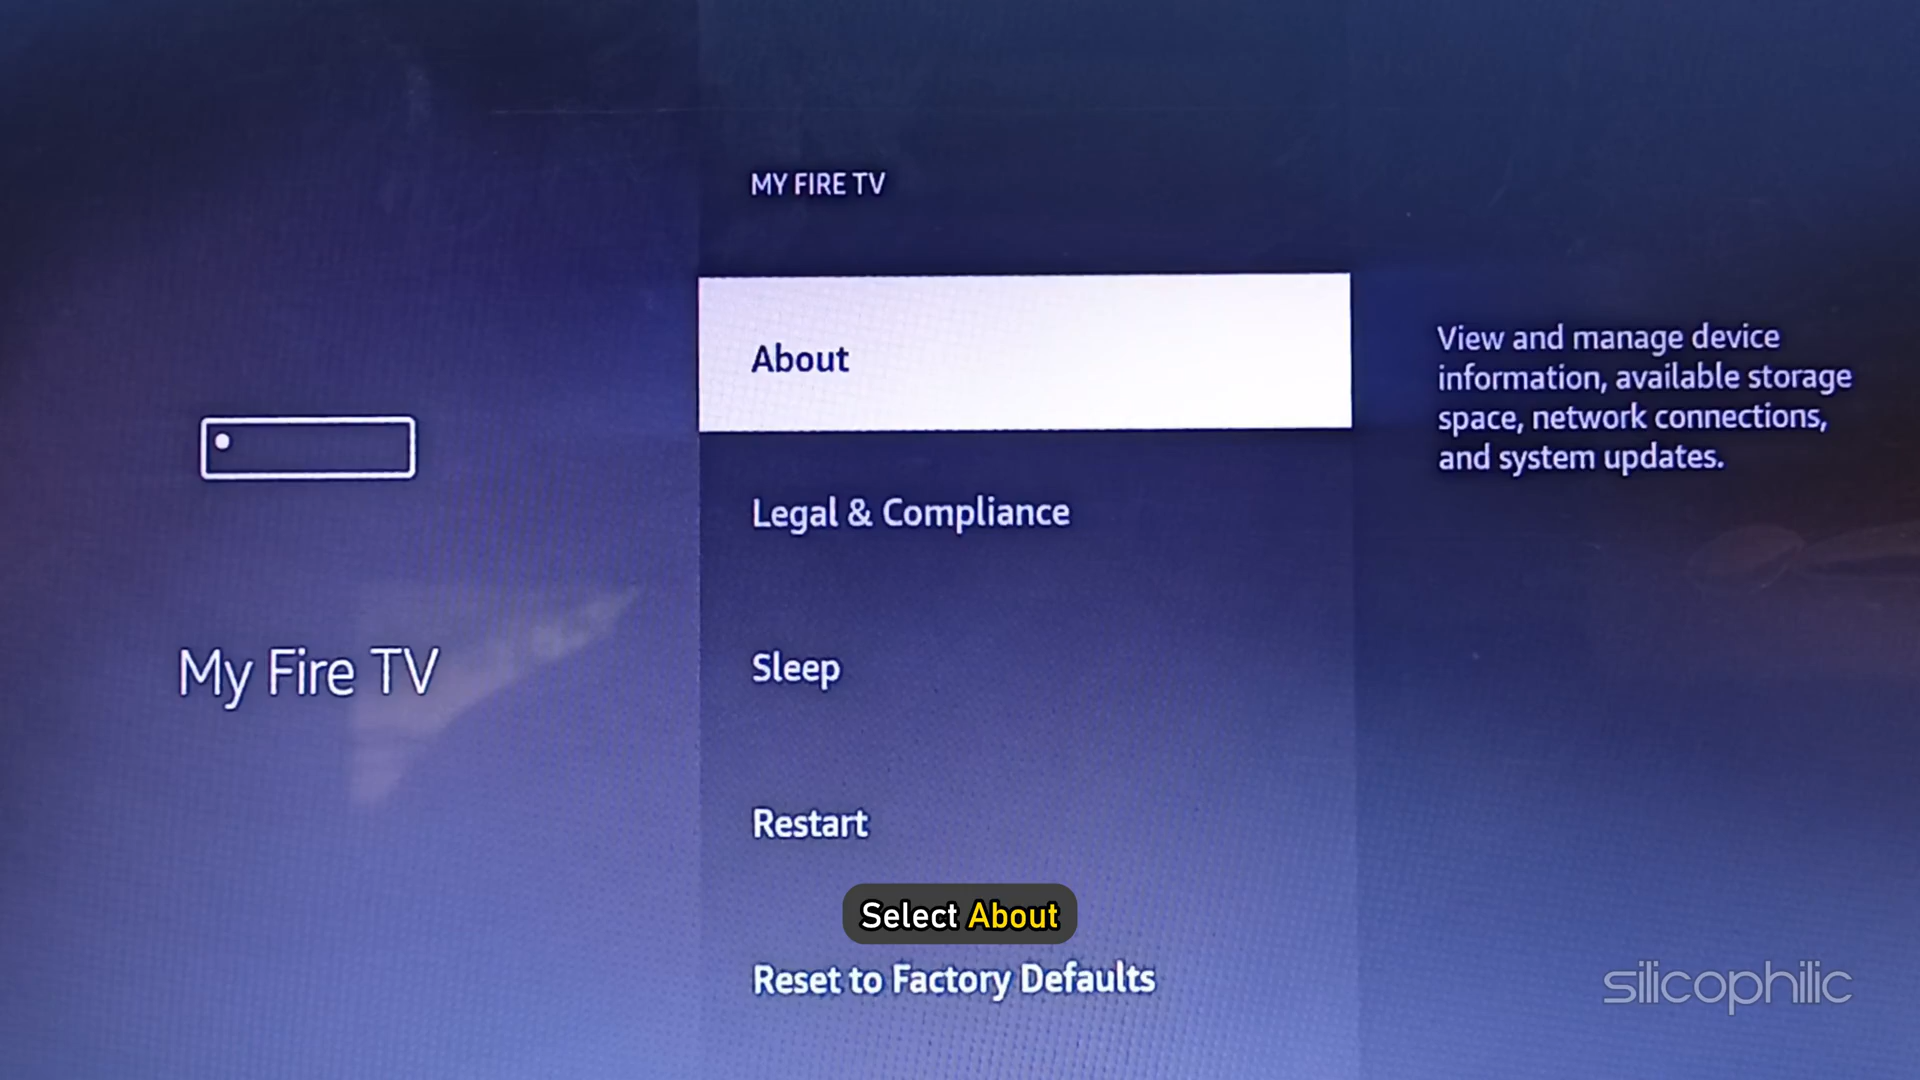 MY FIRE TV
About
View and manage device
information, available storage
space, network connections,
and system updates.
Legal & Compliance
My Fire TV
Sleep
Restart
Select About
Reset to Factory Defaults
silicophilic